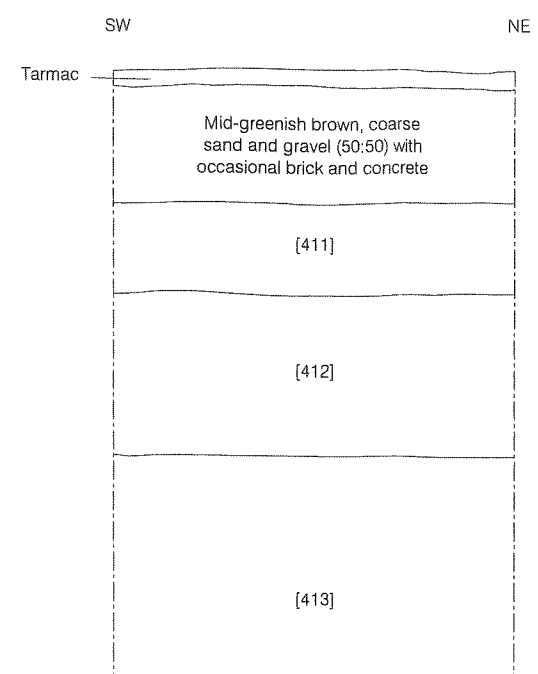 SW
NE
Tarmac
Mid-greenish brown, coarse
sand and gravel (50:50) with
occasional brick and concrete
[411]
[412]
[413]